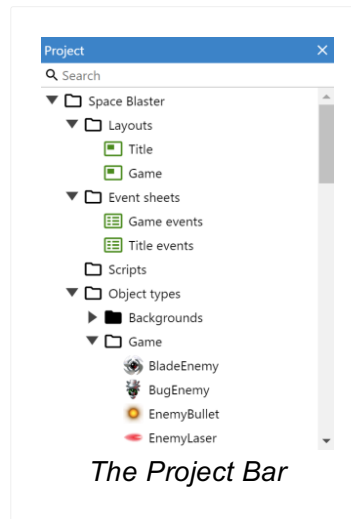 Project
Search
Space Blaster
Layouts
Title
Game
Event sheets
Game events
Title events
Scripts
Object types
Backgrounds
Game
BladeEnemy
BugEnemy
EnemyBullet
EnemyLaser
The Project Bar